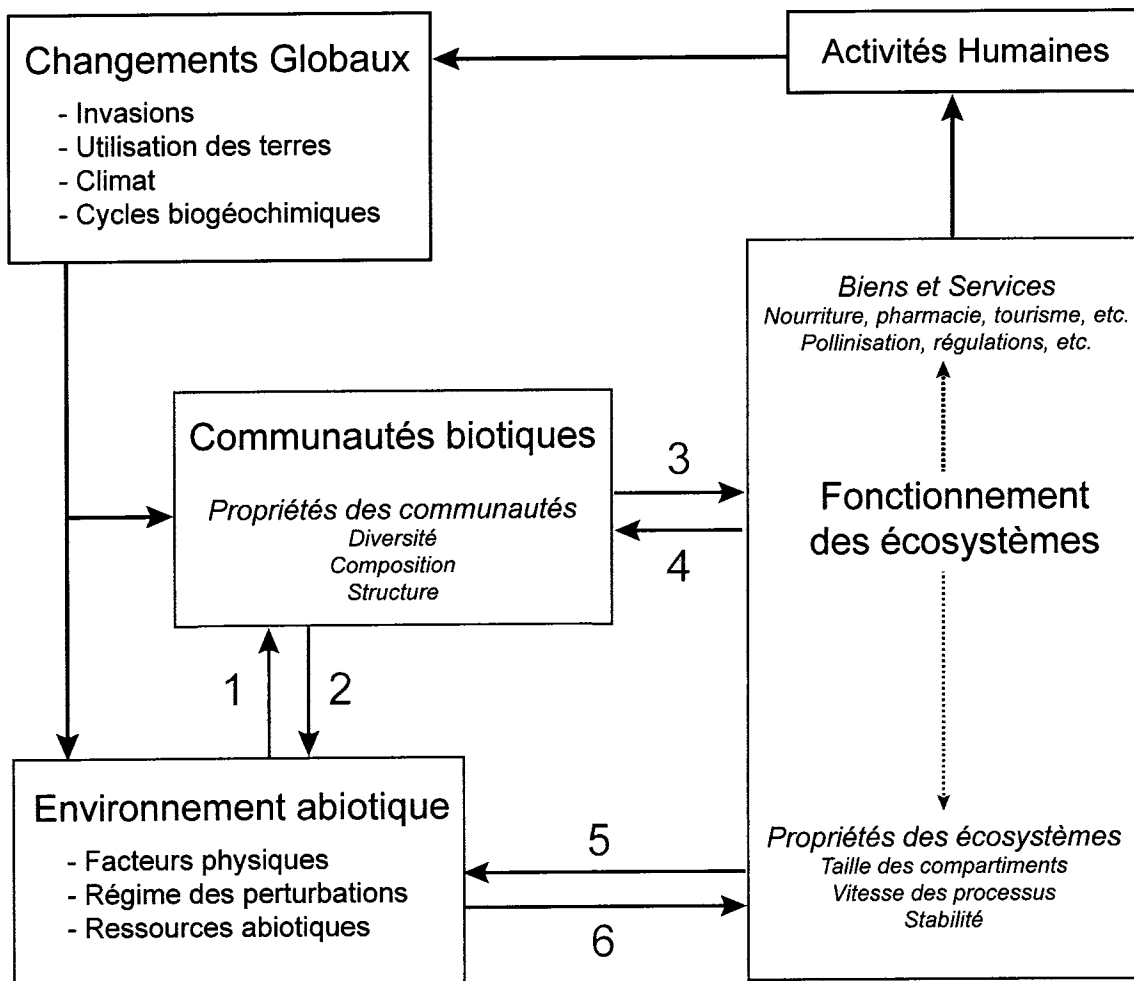 Changements Globaux
- Invasions
- Utilisation des terres
- Climat
- Cycles biogéochimiques
Activités Humaines
Biens et Services
Nourriture, pharmacie, tourisme, etc.
Pollinisation, régulations, etc.
Communautés biotiques
Propriétés des communautés
Diversité
Composition
Structure
3
4
Fonctionnement
des écosystèmes
1
2
Environnement abiotique
- Facteurs physiques
- Régime des perturbations
- Ressources abiotiques
5
6
Propriétés des écosystèmes
Taille des compartiments
Vitesse des processus
Stabilité